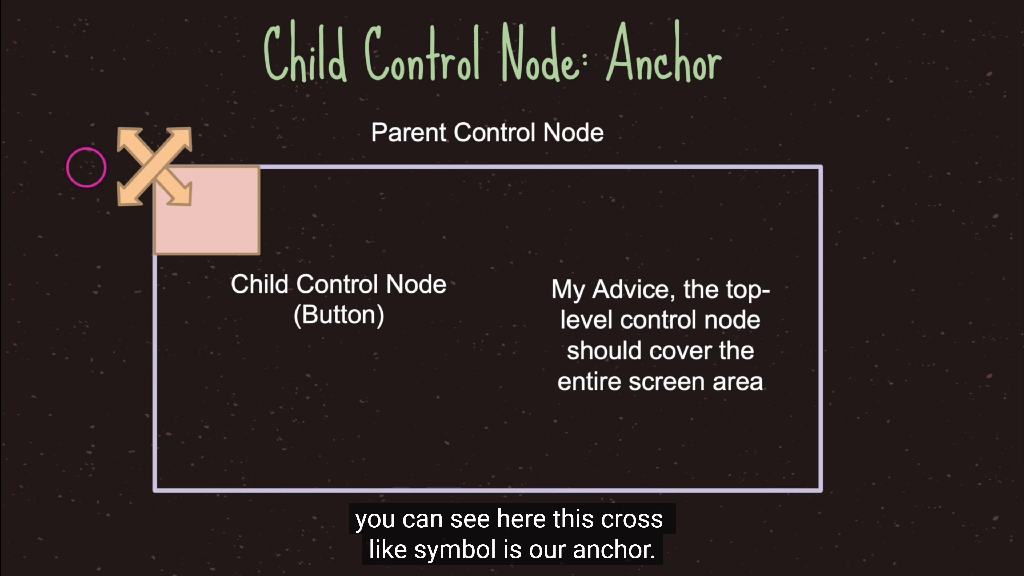 Child Control Node: Anchor
Parent Control Node
Child Control Node
(Button)
My Advice, the top-
level control node
should cover the
entire screen area
you can see here this cross
like symbol is our anchor.